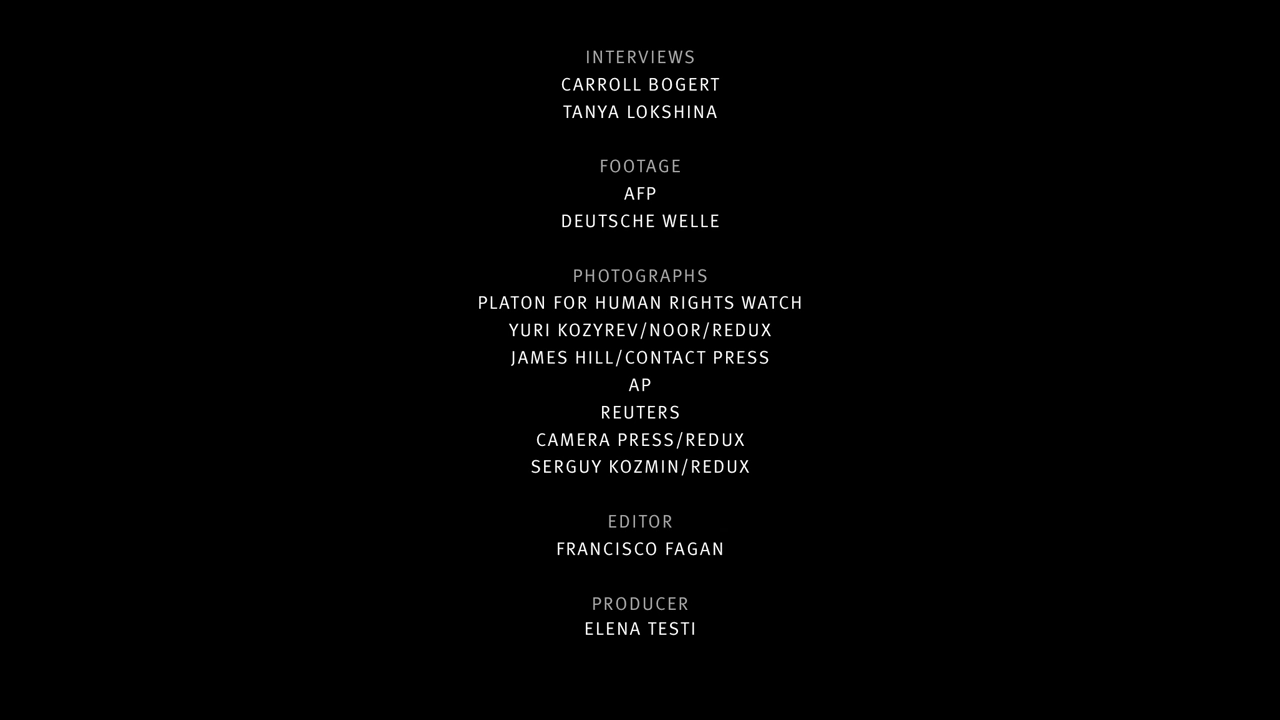 INTERVIEWS
CARROLL BOGERT
TANYA LOKSHINA
FOOTAGE
AFP
DEUTSCHE WELLE
PHOTOGRAPHS
PLATON FOR HUMAN RIGHTS WATCH
YURI KOZYREV/NOOR/REDUX
JAMES HILL/CONTACT PRESS
AP
REUTERS
CAMERA PRESS/REDUX
SERGUY KOZMIN/REDUX
EDITOR
FRANCISCO FAGAN
PRODUCER
ELENA TESTI